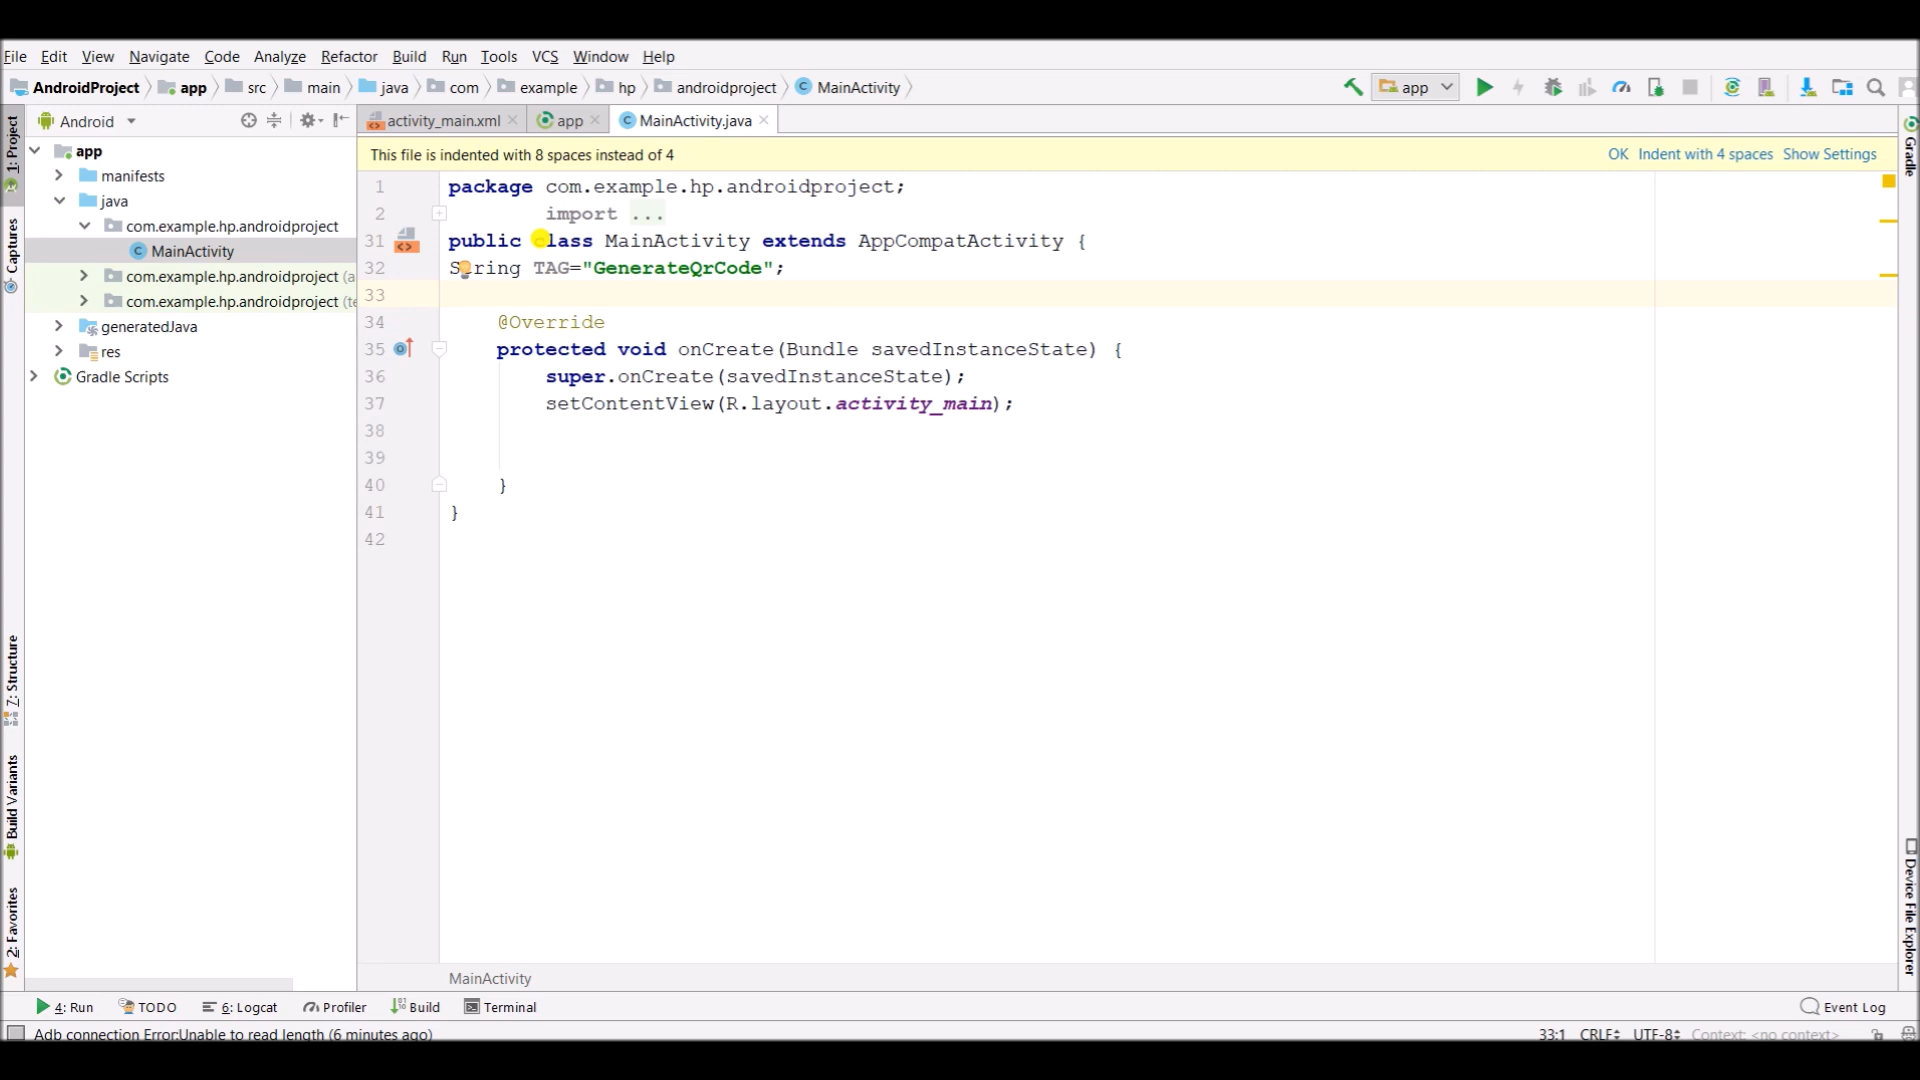 File Edit View Navigate Code Analyze Refactor Build Run Tools VCS Window Help
AndroidProject app src main java com example hp androidproject MainActivity
app
1: Project
Captures
7: Structure
Build Variants
2: Favorites
Android
app
manifests
java
com.example.hp.androidproject
MainActivity
com.example.hp.androidproject (a
com.example.hp.androidproject (te
generatedJava
res
Gradle Scripts
activity_main.xml app MainActivity.java
This file is indented with 8 spaces instead of 4 OK Indent with 4 spaces Show Settings
1 package com.example.hp.androidproject;
2 import ...
31 public class MainActivity extends AppCompatActivity {
32 String TAG="GenerateQrCode";
33
34 @Override
35 protected void onCreate(Bundle savedInstanceState) {
36 super.onCreate(savedInstanceState);
37 setContentView(R.layout.activity_main);
38
39
40 }
41 }
42
MainActivity
Gradle
Device File Explorer
4: Run TODO 6: Logcat Profiler Build Terminal Event Log
Adb connection Error:Unable to read length (6 minutes ago) 33:1 CRLF UTF-8 Context: <no context>